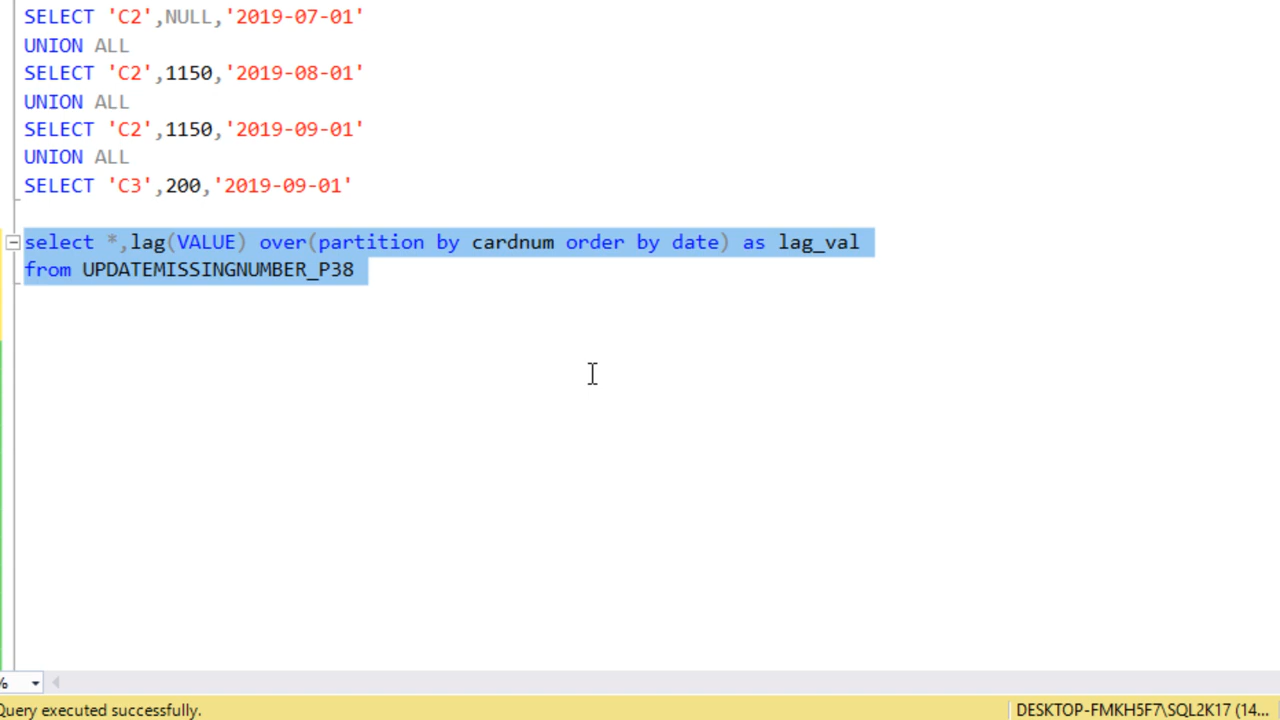 SELECT 'C2',NULL,'2019-07-01'
UNION ALL
SELECT 'C2',1150,'2019-08-01'
UNION ALL
SELECT 'C2',1150,'2019-09-01'
UNION ALL
SELECT 'C3',200,'2019-09-01'
select *,lag(VALUE) over(partition by cardnum order by date) as lag_val
from UPDATEMISSINGNUMBER_P38
%
Query executed successfully.
DESKTOP-FMKH5F7\SQL2K17 (14...